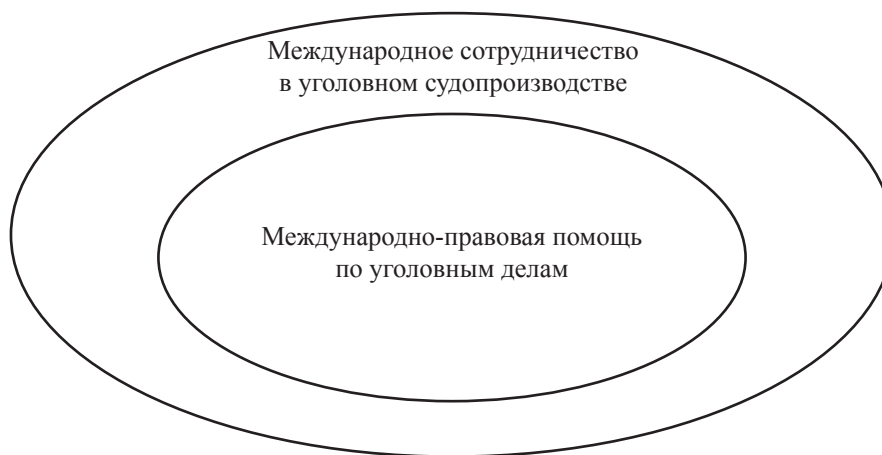 Международное сотрудничество
в уголовном судопроизводстве
Международно-правовая помощь
по уголовным делам